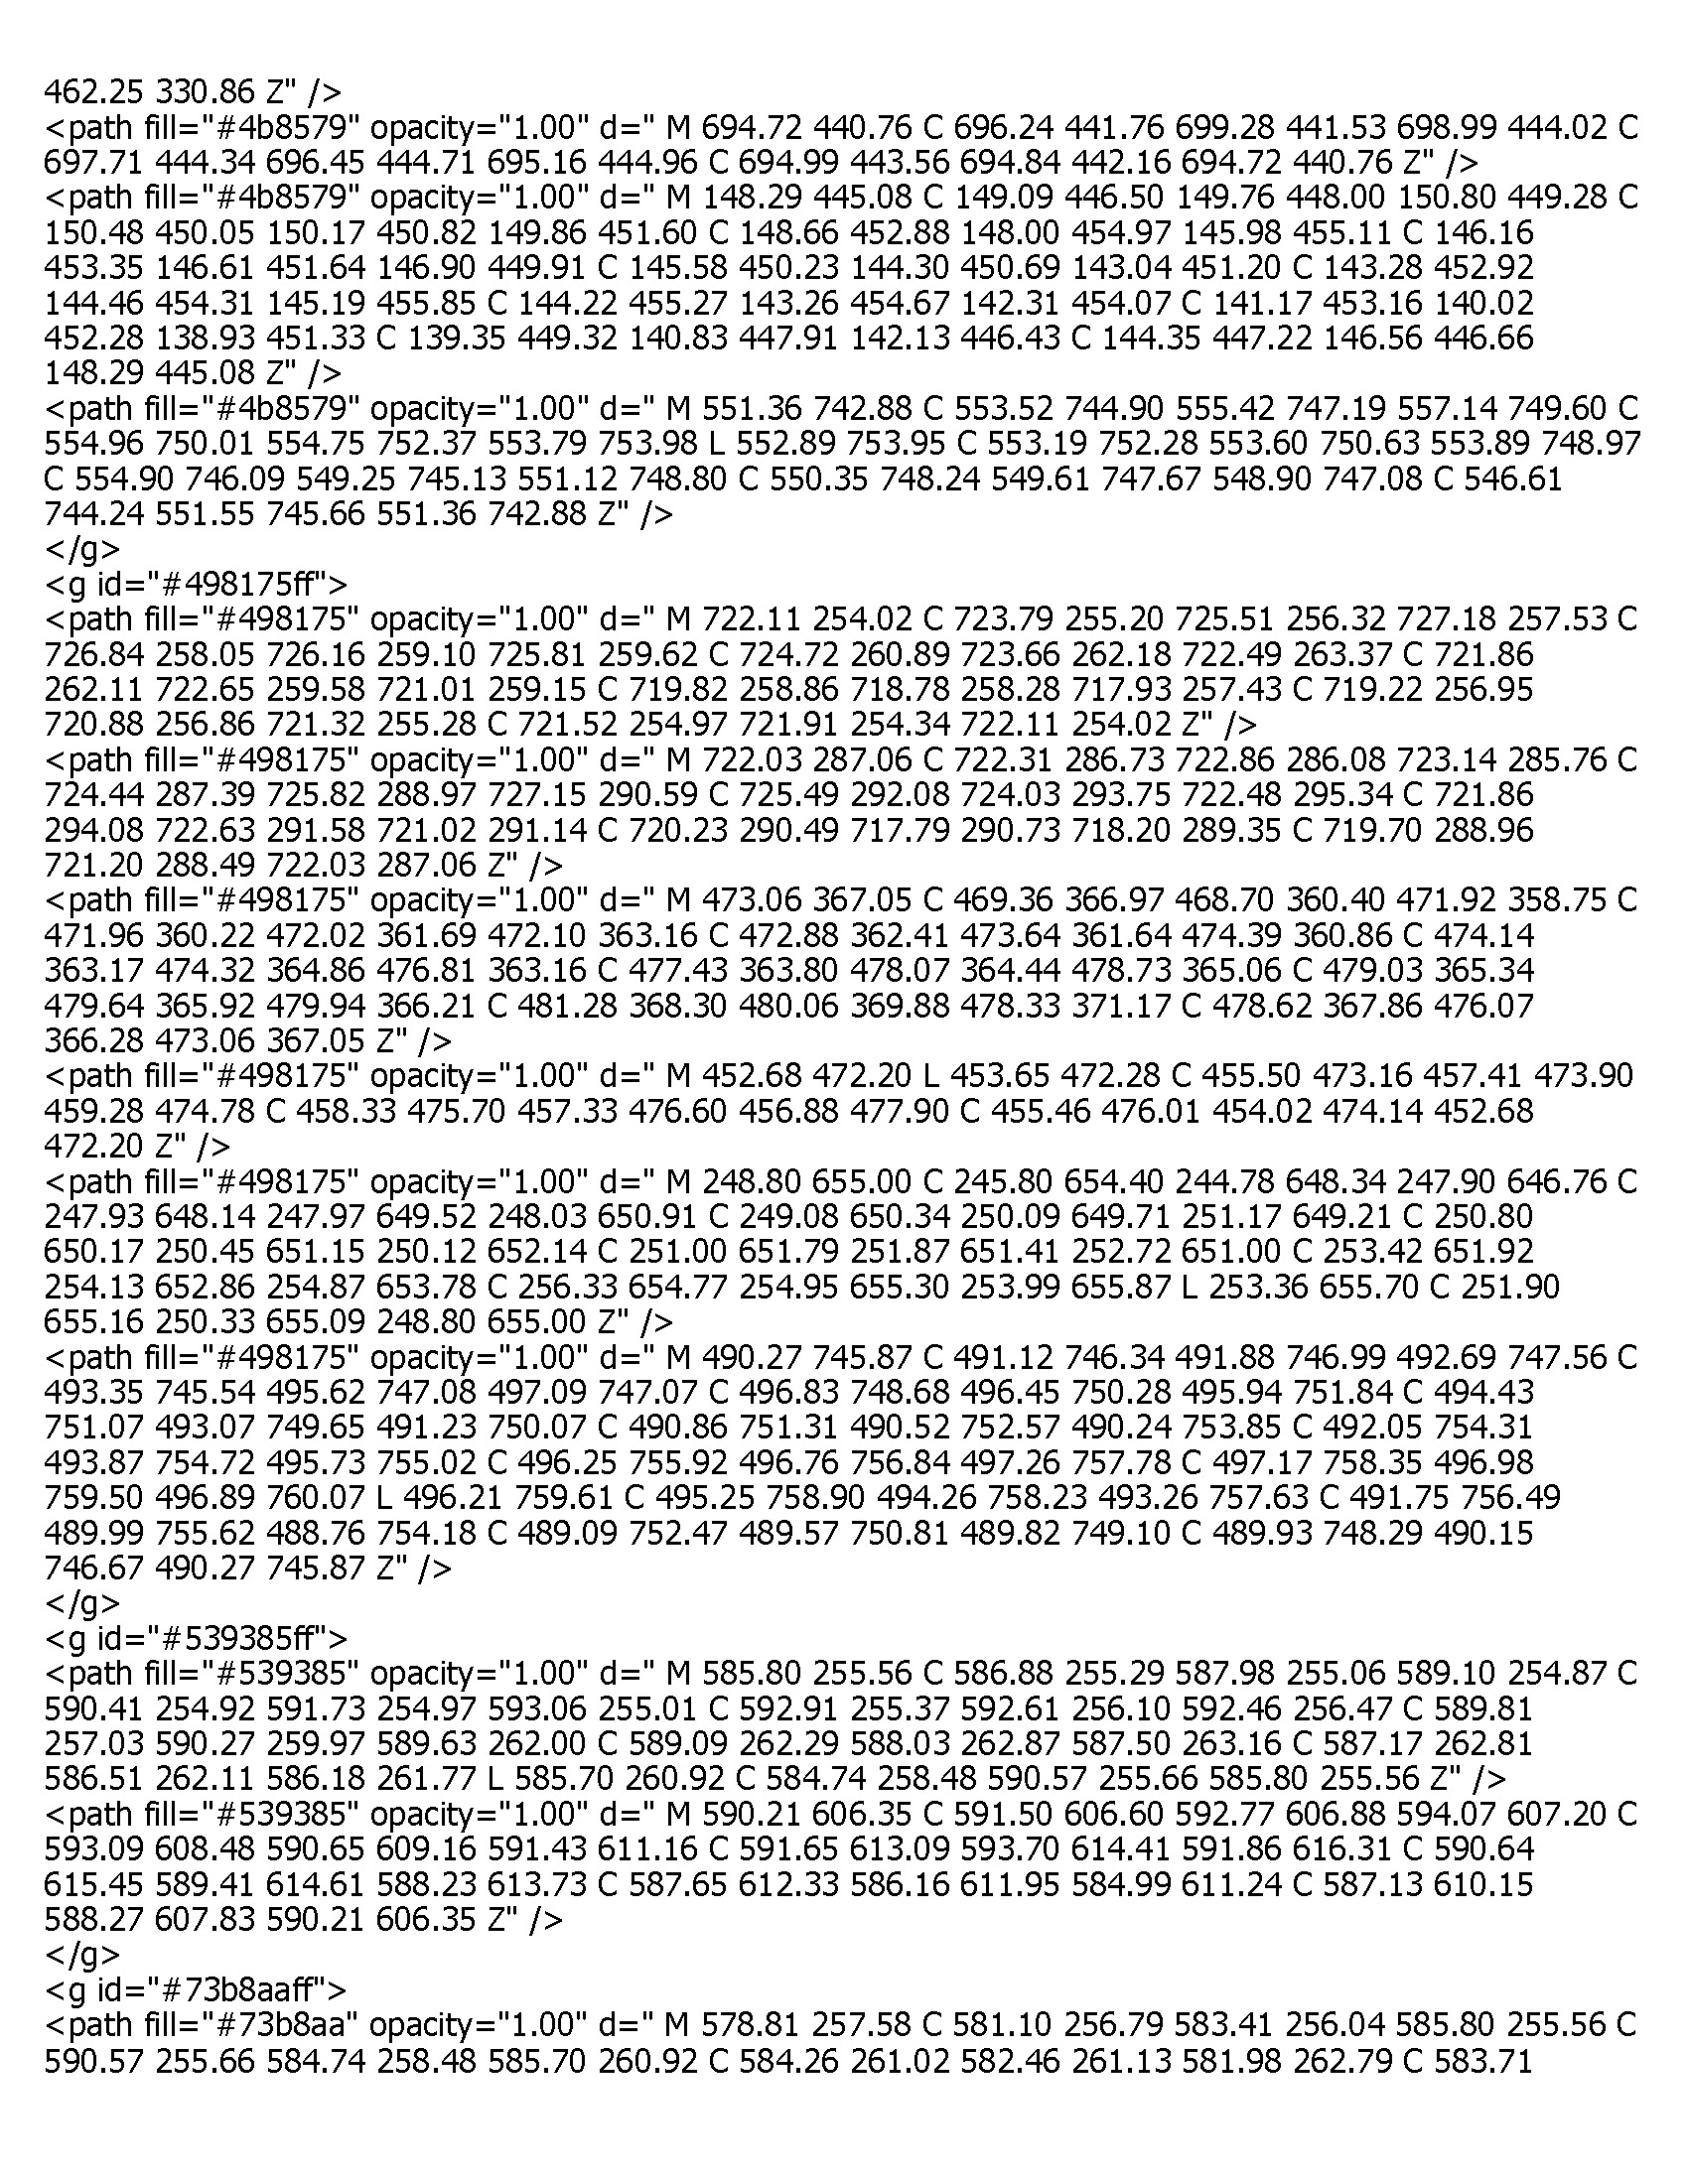 462.25 330.86 Z" />
<path fill="#4b8579" opacity="1.00" d=" M 694.72 440.76 C 696.24 441.76 699.28 441.53 698.99 444.02 C
697.71 444.34 696.45 444.71 695.16 444.96 C 694.99 443.56 694.84 442.16 694.72 440.76 Z" />
<path fill="#4b8579" opacity="1.00" d=" M 148.29 445.08 C 149.09 446.50 149.76 448.00 150.80 449.28 C
150.48 450.05 150.17 450.82 149.86 451.60 C 148.66 452.88 148.00 454.97 145.98 455.11 C 146.16
453.35 146.61 451.64 146.90 449.91 C 145.58 450.23 144.30 450.69 143.04 451.20 C 143.28 452.92
144.46 454.31 145.19 455.85 C 144.22 455.27 143.26 454.67 142.31 454.07 C 141.17 453.16 140.02
452.28 138.93 451.33 C 139.35 449.32 140.83 447.91 142.13 446.43 C 144.35 447.22 146.56 446.66
148.29 445.08 Z" />
<path fill="#4b8579" opacity="1.00" d=" M 551.36 742.88 C 553.52 744.90 555.42 747.19 557.14 749.60 C
554.96 750.01 554.75 752.37 553.79 753.98 L 552.89 753.95 C 553.19 752.28 553.60 750.63 553.89 748.97
C 554.90 746.09 549.25 745.13 551.12 748.80 C 550.35 748.24 549.61 747.67 548.90 747.08 C 546.61
744.24 551.55 745.66 551.36 742.88 Z" />
</g>
<g id="#498175ff">
<path fill="#498175" opacity="1.00" d=" M 722.11 254.02 C 723.79 255.20 725.51 256.32 727.18 257.53 C
726.84 258.05 726.16 259.10 725.81 259.62 C 724.72 260.89 723.66 262.18 722.49 263.37 C 721.86
262.11 722.65 259.58 721.01 259.15 C 719.82 258.86 718.78 258.28 717.93 257.43 C 719.22 256.95
720.88 256.86 721.32 255.28 C 721.52 254.97 721.91 254.34 722.11 254.02 Z" />
<path fill="#498175" opacity="1.00" d=" M 722.03 287.06 C 722.31 286.73 722.86 286.08 723.14 285.76 C
724.44 287.39 725.82 288.97 727.15 290.59 C 725.49 292.08 724.03 293.75 722.48 295.34 C 721.86
294.08 722.63 291.58 721.02 291.14 C 720.23 290.49 717.79 290.73 718.20 289.35 C 719.70 288.96
721.20 288.49 722.03 287.06 Z" />
<path fill="#498175" opacity="1.00" d=" M 473.06 367.05 C 469.36 366.97 468.70 360.40 471.92 358.75 C
471.96 360.22 472.02 361.69 472.10 363.16 C 472.88 362.41 473.64 361.64 474.39 360.86 C 474.14
363.17 474.32 364.86 476.81 363.16 C 477.43 363.80 478.07 364.44 478.73 365.06 C 479.03 365.34
479.64 365.92 479.94 366.21 C 481.28 368.30 480.06 369.88 478.33 371.17 C 478.62 367.86 476.07
366.28 473.06 367.05 Z" />
<path fill="#498175" opacity="1.00" d=" M 452.68 472.20 L 453.65 472.28 C 455.50 473.16 457.41 473.90
459.28 474.78 C 458.33 475.70 457.33 476.60 456.88 477.90 C 455.46 476.01 454.02 474.14 452.68
472.20 Z" />
<path fill="#498175" opacity="1.00" d=" M 248.80 655.00 C 245.80 654.40 244.78 648.34 247.90 646.76 C
247.93 648.14 247.97 649.52 248.03 650.91 C 249.08 650.34 250.09 649.71 251.17 649.21 C 250.80
650.17 250.45 651.15 250.12 652.14 C 251.00 651.79 251.87 651.41 252.72 651.00 C 253.42 651.92
254.13 652.86 254.87 653.78 C 256.33 654.77 254.95 655.30 253.99 655.87 L 253.36 655.70 C 251.90
655.16 250.33 655.09 248.80 655.00 Z" />
<path fill="#498175" opacity="1.00" d=" M 490.27 745.87 C 491.12 746.34 491.88 746.99 492.69 747.56 C
493.35 745.54 495.62 747.08 497.09 747.07 C 496.83 748.68 496.45 750.28 495.94 751.84 C 494.43
751.07 493.07 749.65 491.23 750.07 C 490.86 751.31 490.52 752.57 490.24 753.85 C 492.05 754.31
493.87 754.72 495.73 755.02 C 496.25 755.92 496.76 756.84 497.26 757.78 C 497.17 758.35 496.98
759.50 496.89 760.07 L 496.21 759.61 C 495.25 758.90 494.26 758.23 493.26 757.63 C 491.75 756.49
489.99 755.62 488.76 754.18 C 489.09 752.47 489.57 750.81 489.82 749.10 C 489.93 748.29 490.15
746.67 490.27 745.87 Z" />
</g>
<g id="#539385ff">
<path fill="#539385" opacity="1.00" d=" M 585.80 255.56 C 586.88 255.29 587.98 255.06 589.10 254.87 C
590.41 254.92 591.73 254.97 593.06 255.01 C 592.91 255.37 592.61 256.10 592.46 256.47 C 589.81
257.03 590.27 259.97 589.63 262.00 C 589.09 262.29 588.03 262.87 587.50 263.16 C 587.17 262.81
586.51 262.11 586.18 261.77 L 585.70 260.92 C 584.74 258.48 590.57 255.66 585.80 255.56 Z" />
<path fill="#539385" opacity="1.00" d=" M 590.21 606.35 C 591.50 606.60 592.77 606.88 594.07 607.20 C
593.09 608.48 590.65 609.16 591.43 611.16 C 591.65 613.09 593.70 614.41 591.86 616.31 C 590.64
615.45 589.41 614.61 588.23 613.73 C 587.65 612.33 586.16 611.95 584.99 611.24 C 587.13 610.15
588.27 607.83 590.21 606.35 Z" />
</g>
<g id="#73b8aaff">
<path fill="#73b8aa" opacity="1.00" d=" M 578.81 257.58 C 581.10 256.79 583.41 256.04 585.80 255.56 C
590.57 255.66 584.74 258.48 585.70 260.92 C 584.26 261.02 582.46 261.13 581.98 262.79 C 583.71